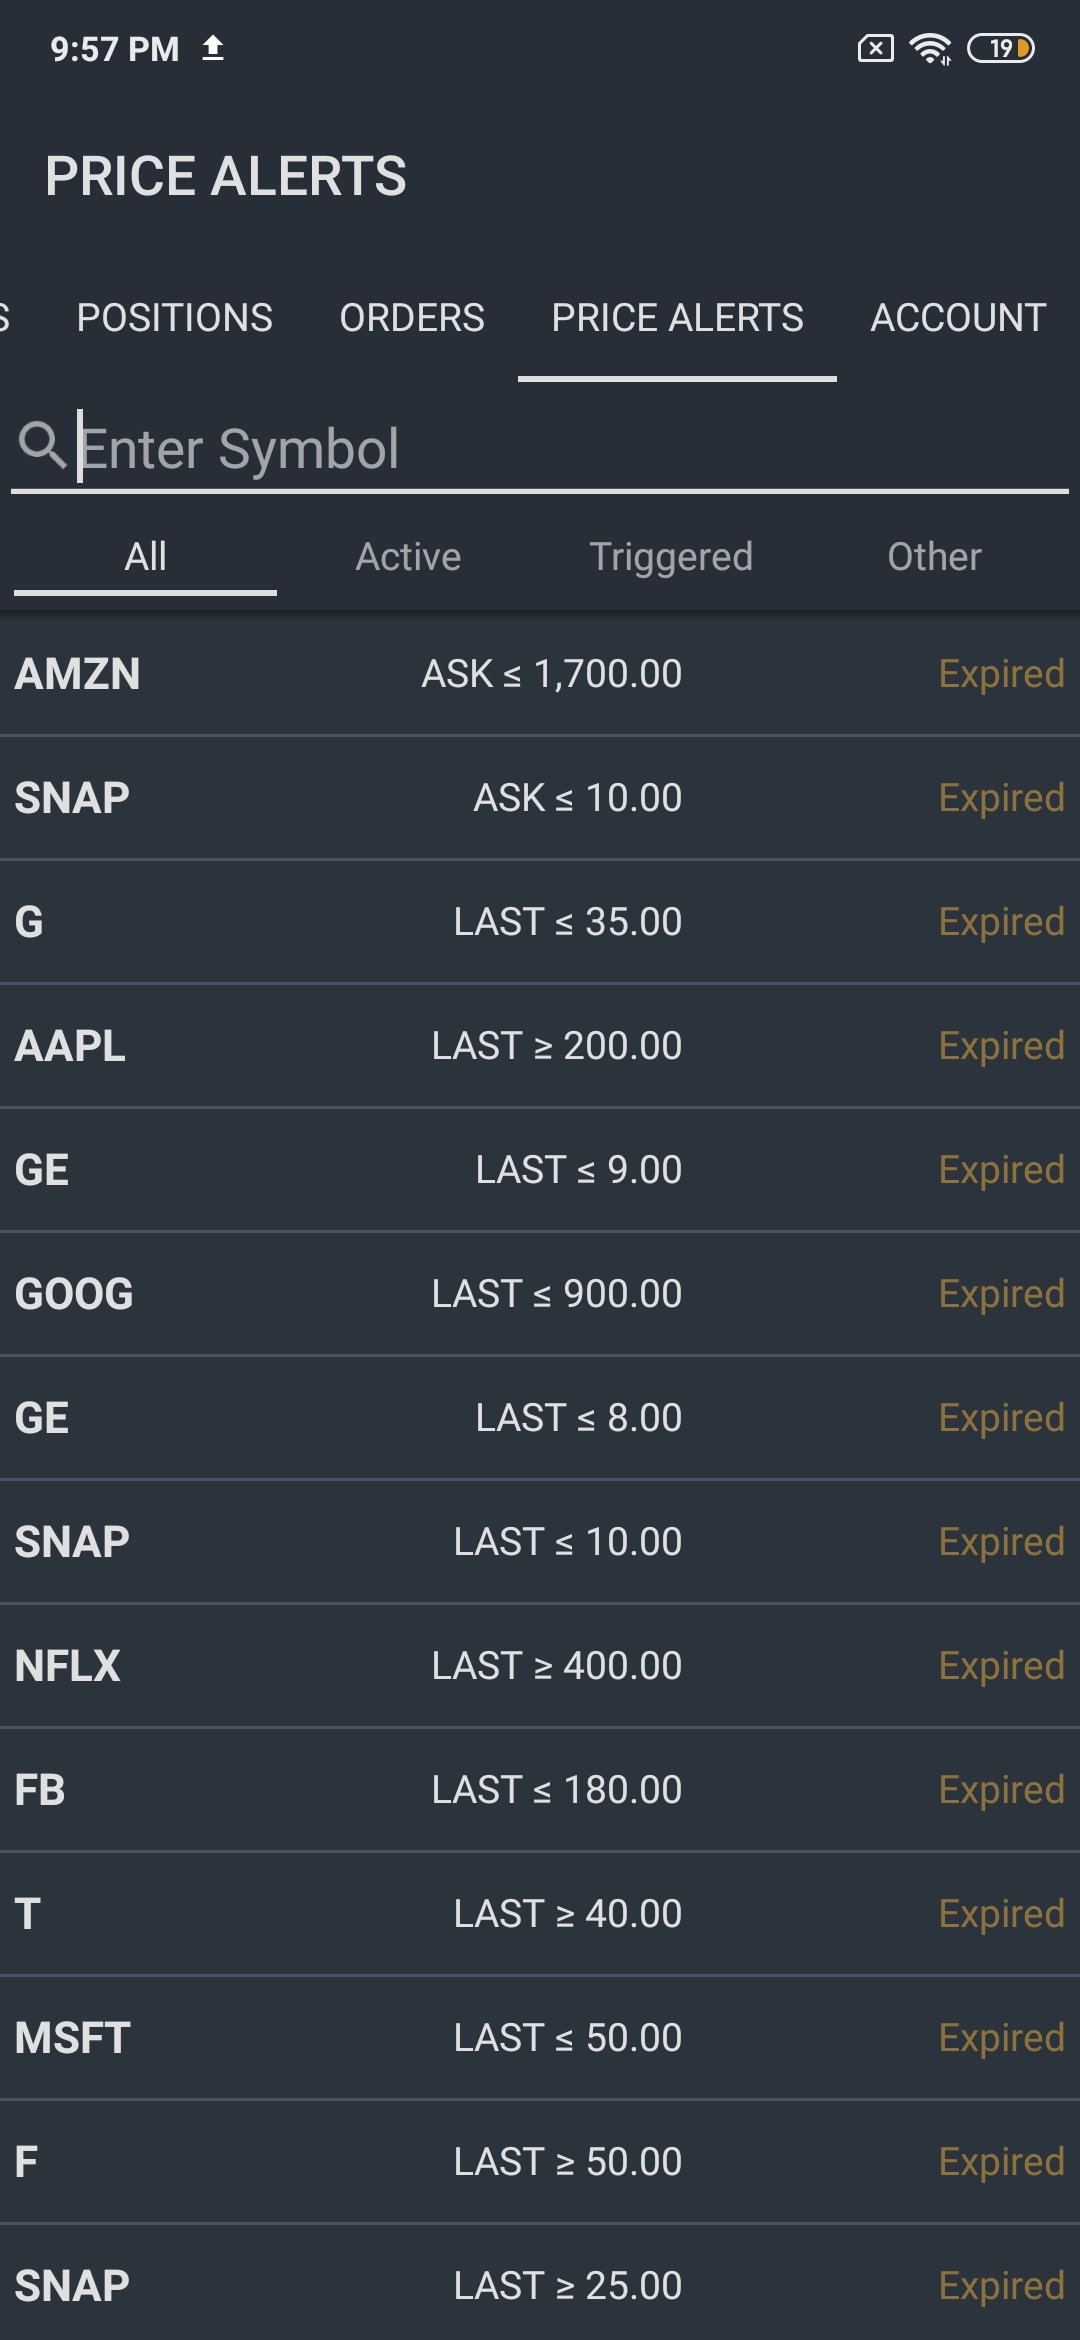 9:57 PM 19
PRICE ALERTS
S POSITIONS ORDERS PRICE ALERTS ACCOUNT
Enter Symbol
All Active Triggered Other
AMZN ASK ≤ 1,700.00 Expired
SNAP ASK ≤ 10.00 Expired
G LAST ≤ 35.00 Expired
AAPL LAST ≥ 200.00 Expired
GE LAST ≤ 9.00 Expired
GOOG LAST ≤ 900.00 Expired
GE LAST ≤ 8.00 Expired
SNAP LAST ≤ 10.00 Expired
NFLX LAST ≥ 400.00 Expired
FB LAST ≤ 180.00 Expired
T LAST ≥ 40.00 Expired
MSFT LAST ≤ 50.00 Expired
F LAST ≥ 50.00 Expired
SNAP LAST ≥ 25.00 Expired